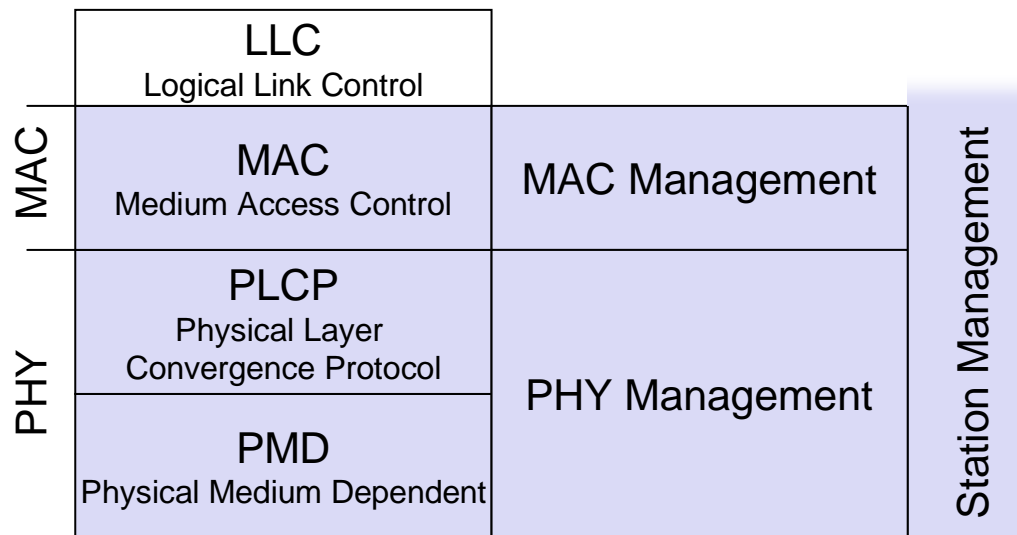 LLC
Logical Link Control
MAC
MAC
Medium Access Control
MAC Management
PHY
PLCP
Physical Layer
Convergence Protocol
PMD
Physical Medium Dependent
PHY Management
Station Management